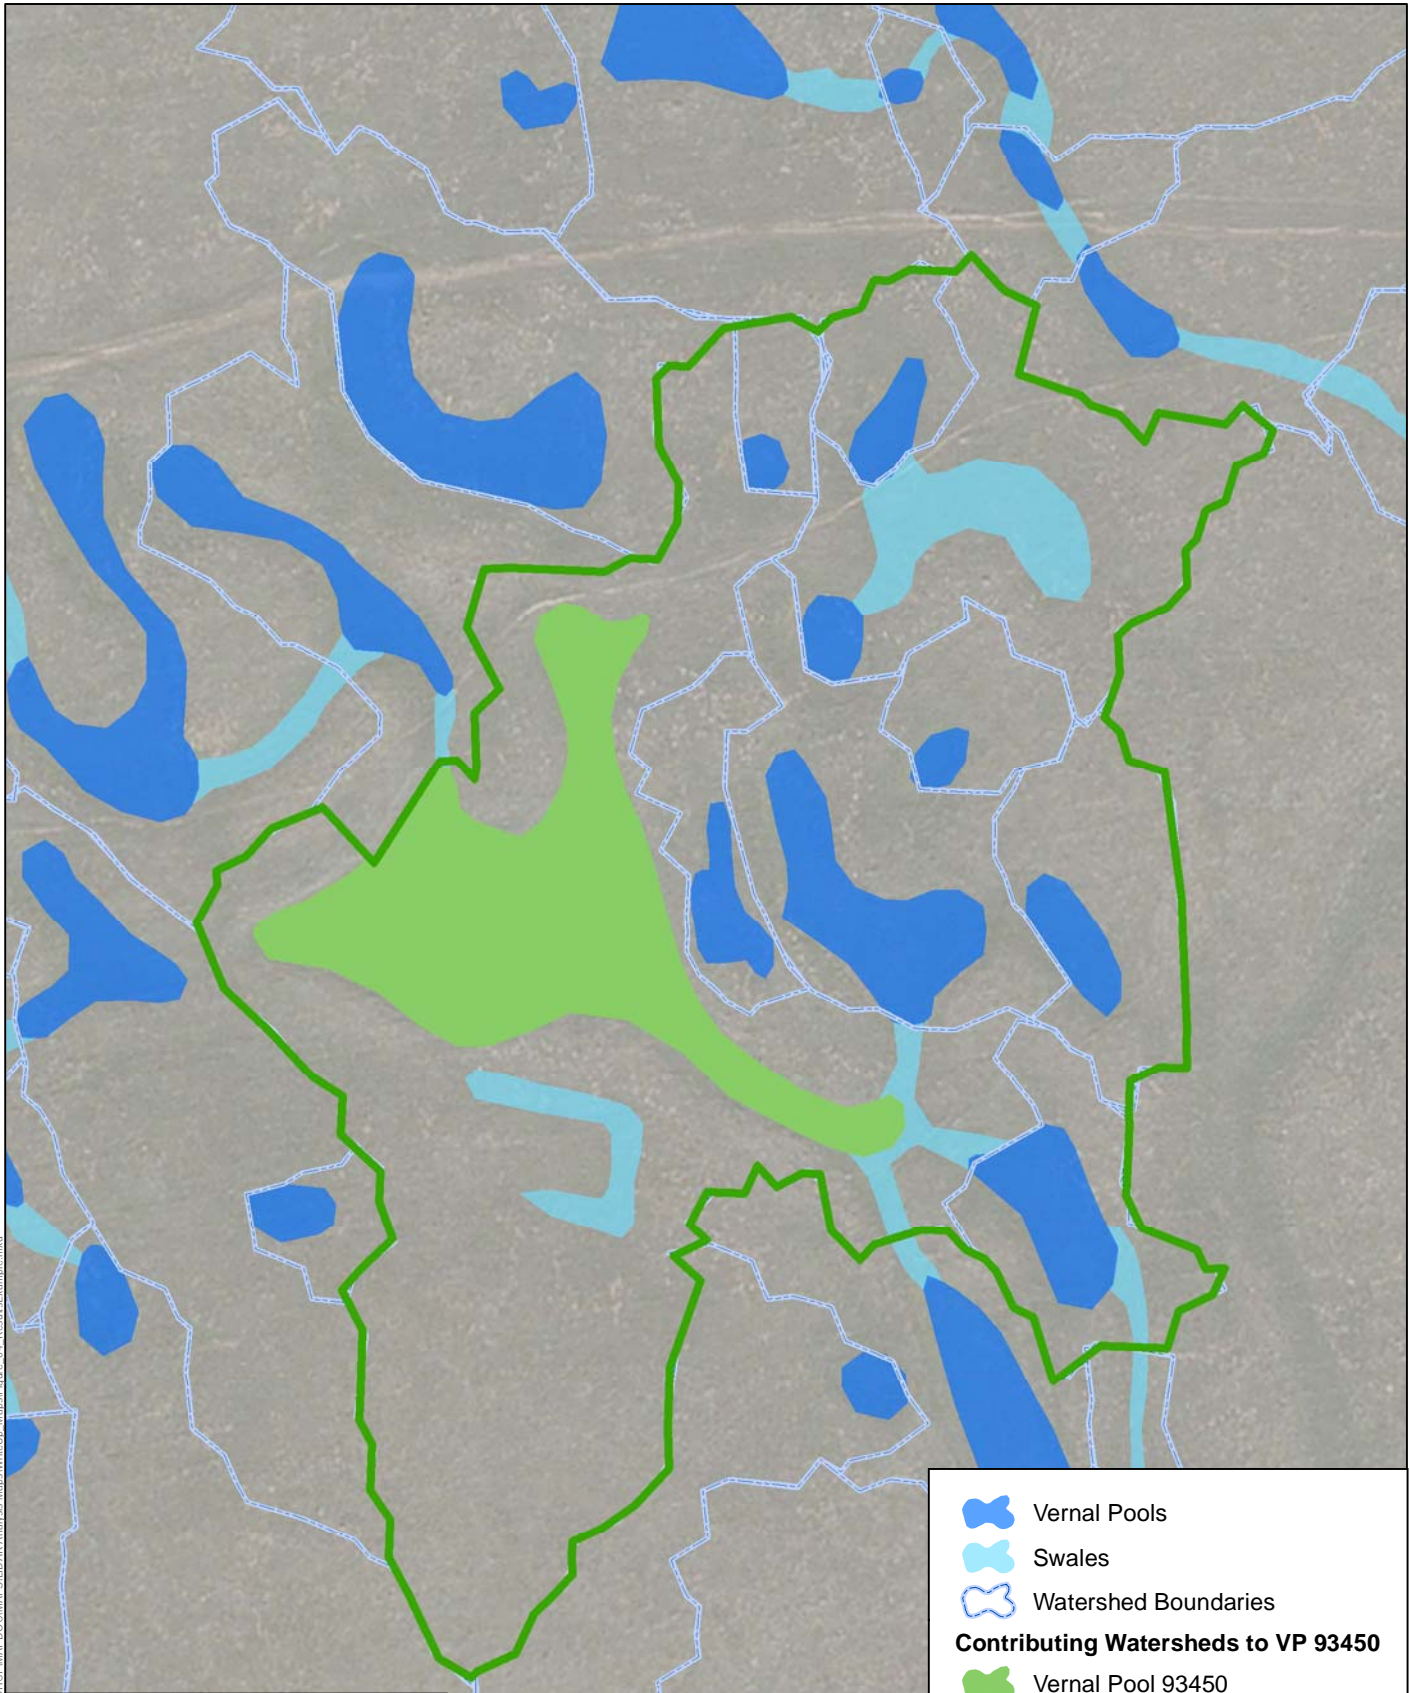 Vernal Pools
Swales
Watershed Boundaries
Contributing Watersheds to VP 93450
Vernal Pool 93450